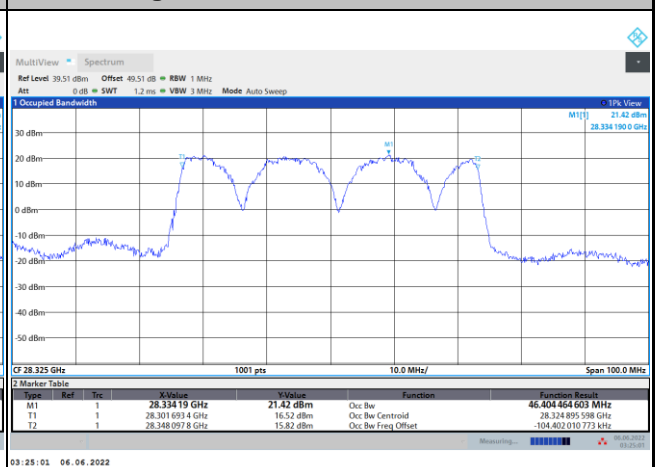 MultiView Spectrum
Ref Level 39.51 dBm Offset 49.51 dB RBW 1 MHz
Att 0 dB SWT 1.2 ms VBW 3 MHz Mode Auto Sweep
1 Occupied Bandwidth 1Pk View
M1[1] 21.42 dBm
28.334 190 0 GHz
30 dBm
M1
20 dBm
T1
T2
10 dBm
0 dBm
-10 dBm
-20 dBm
-30 dBm
-40 dBm
-50 dBm
CF 28.325 GHz 1001 pts 10.0 MHz/ Span 100.0 MHz
2 Marker Table
Type Ref Trc X-Value Y-Value Function Function Result
M1 1 28.334 19 GHz 21.42 dBm Occ Bw 46.404 464 603 MHz
T1 1 28.301 693 4 GHz 16.52 dBm Occ Bw Centroid 28.324 895 598 GHz
T2 1 28.348 097 8 GHz 15.82 dBm Occ Bw Freq Offset -104.402 010 773 kHz
Measuring... 06.06.2022
03:25:01
03:25:01 06.06.2022